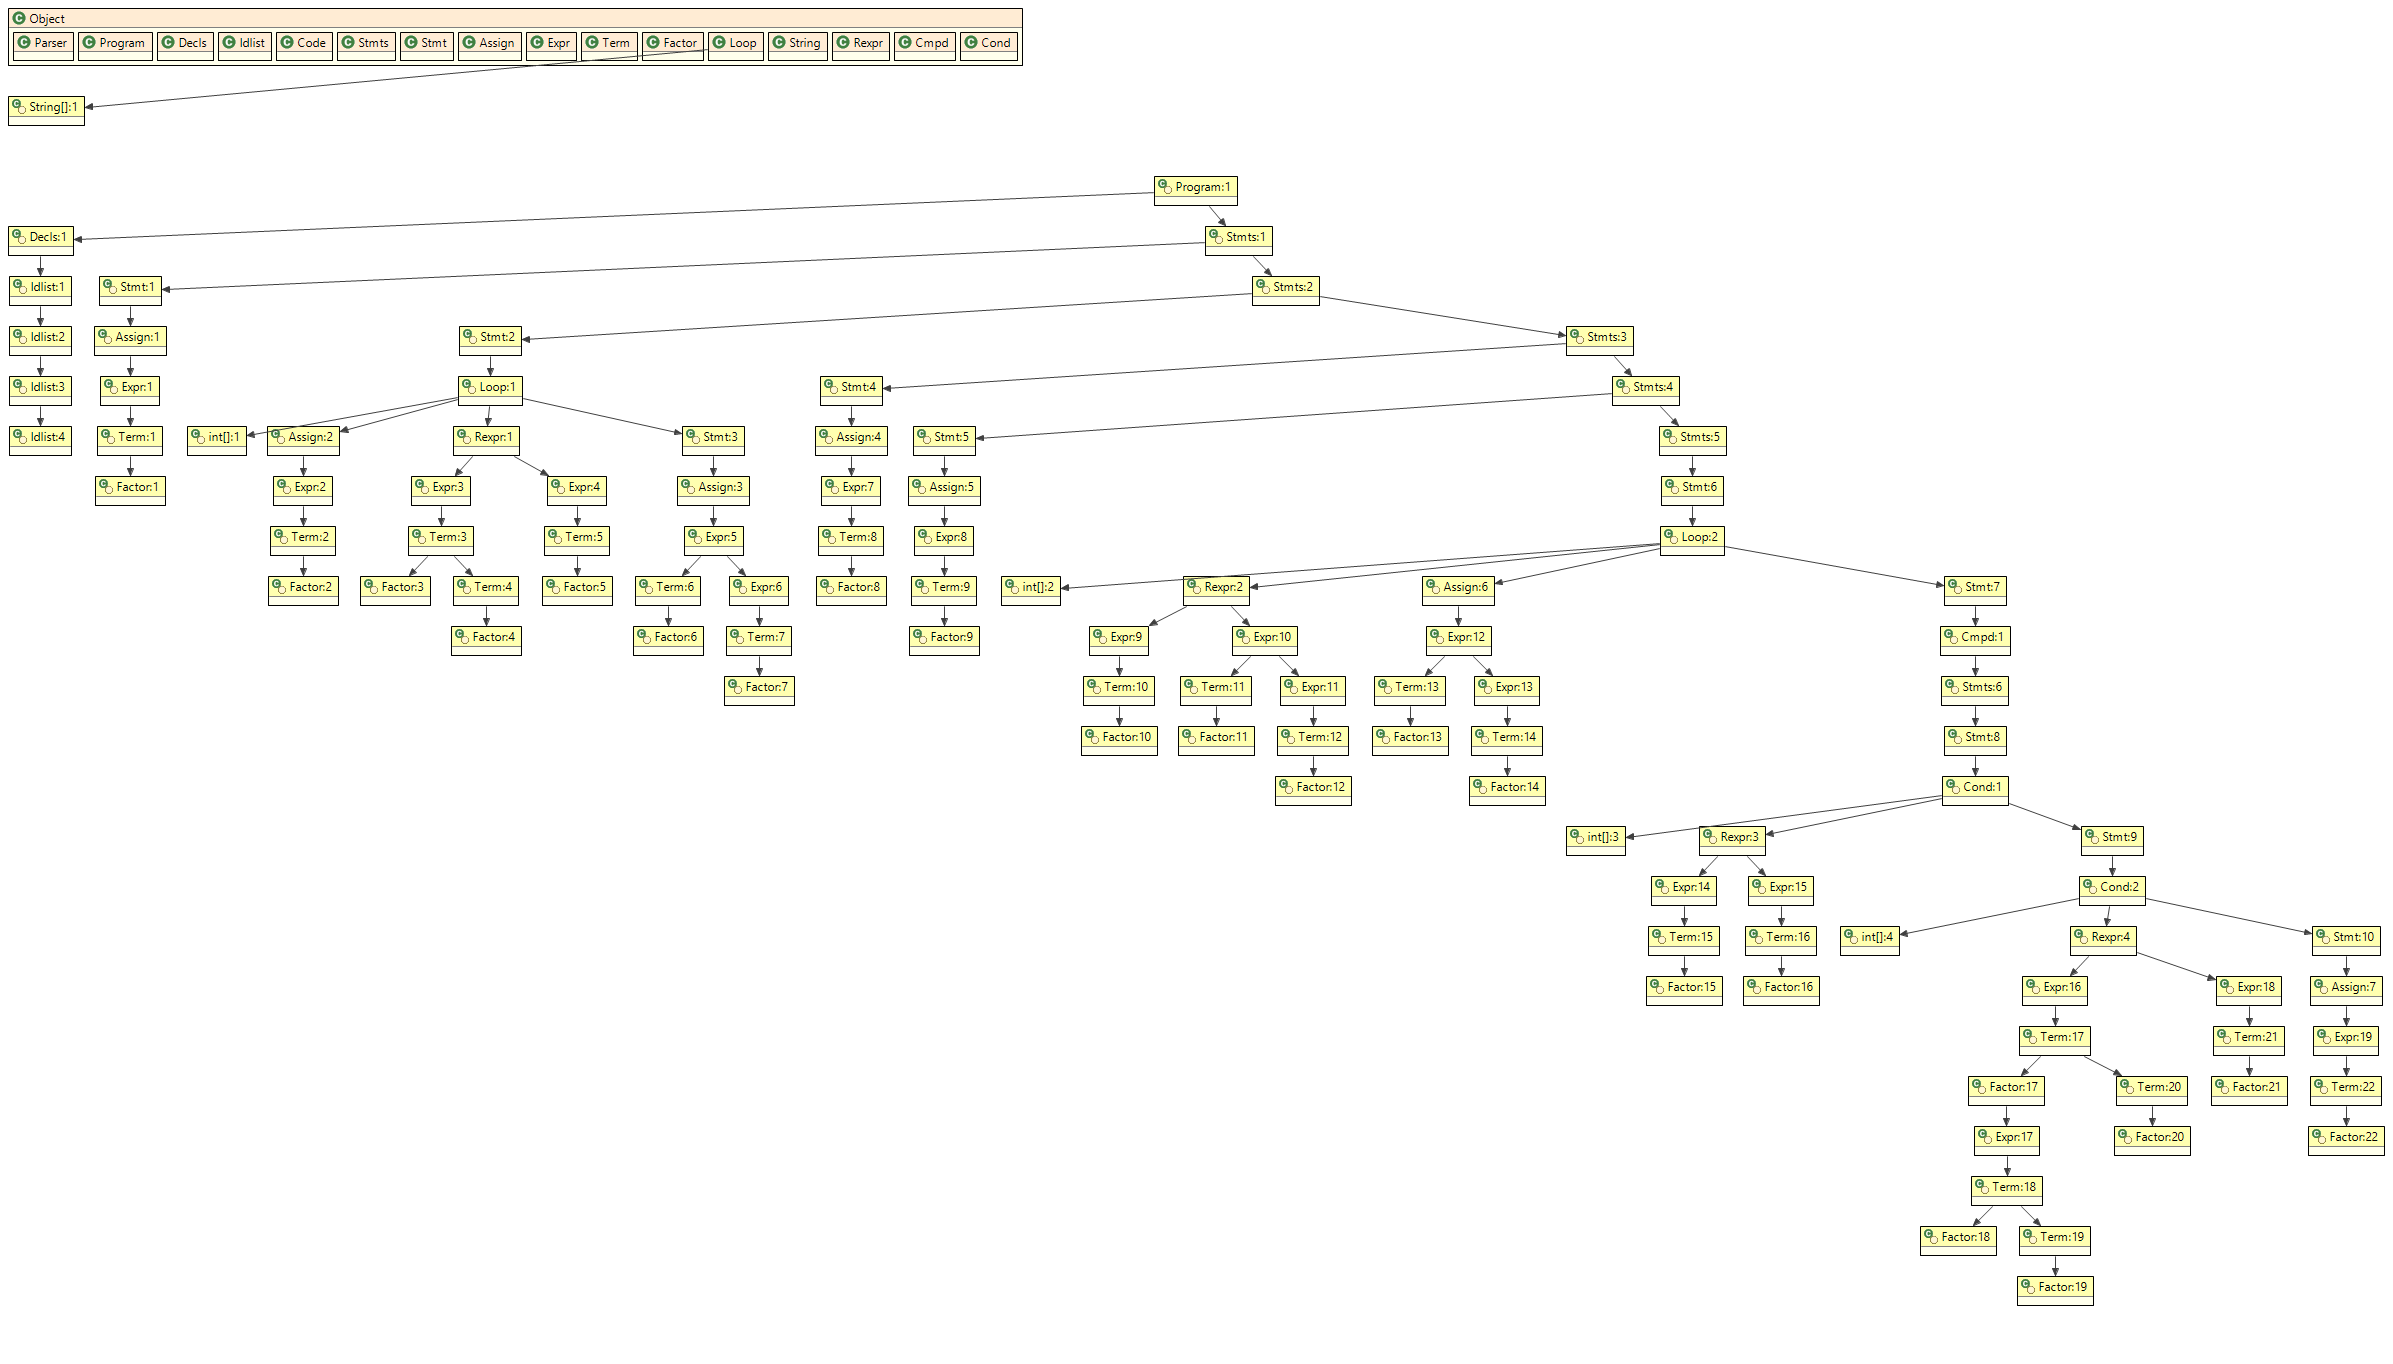 Object
Parser Program Decls Idlist Code Stmts Stmt Assign Expr Term Factor Loop String Rexpr Cmpd Cond
String[]:1
Program:1
Decls:1 Stmts:1
Idlist:1 Stmt:1 Stmts:2
Idlist:2 Assign:1 Stmt:2 Stmts:3
Idlist:3 Expr:1 Loop:1 Stmt:4 Stmts:4
Idlist:4 Term:1 int[]:1 Assign:2 Rexpr:1 Stmt:3 Assign:4 Stmt:5 Stmts:5
Factor:1 Expr:2 Expr:3 Expr:4 Assign:3 Expr:7 Assign:5 Stmt:6
Term:2 Term:3 Term:5 Expr:5 Term:8 Expr:8 Loop:2
Factor:2 Factor:3 Term:4 Factor:5 Term:6 Expr:6 Factor:8 Term:9 int[]:2 Rexpr:2 Assign:6 Stmt:7
Factor:4 Factor:6 Term:7 Factor:9 Expr:9 Expr:10 Expr:12 Cmpd:1
Factor:7 Term:10 Term:11 Expr:11 Term:13 Expr:13 Stmts:6
Factor:10 Factor:11 Term:12 Factor:13 Term:14 Stmt:8
Factor:12 Factor:14 Cond:1
int[]:3 Rexpr:3 Stmt:9
Expr:14 Expr:15 Cond:2
Term:15 Term:16 int[]:4 Rexpr:4 Stmt:10
Factor:15 Factor:16 Expr:16 Expr:18 Assign:7
Term:17 Term:21 Expr:19
Factor:17 Term:20 Factor:21 Term:22
Expr:17 Factor:20 Factor:22
Term:18
Factor:18 Term:19
Factor:19